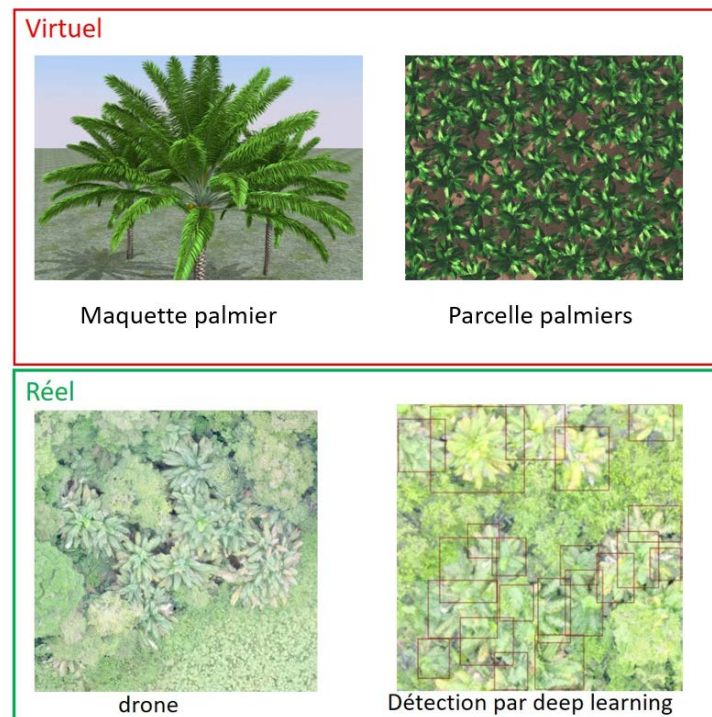 Virtuel
Maquette palmier
Parcelle palmiers
Réel
drone
Détection par deep learning